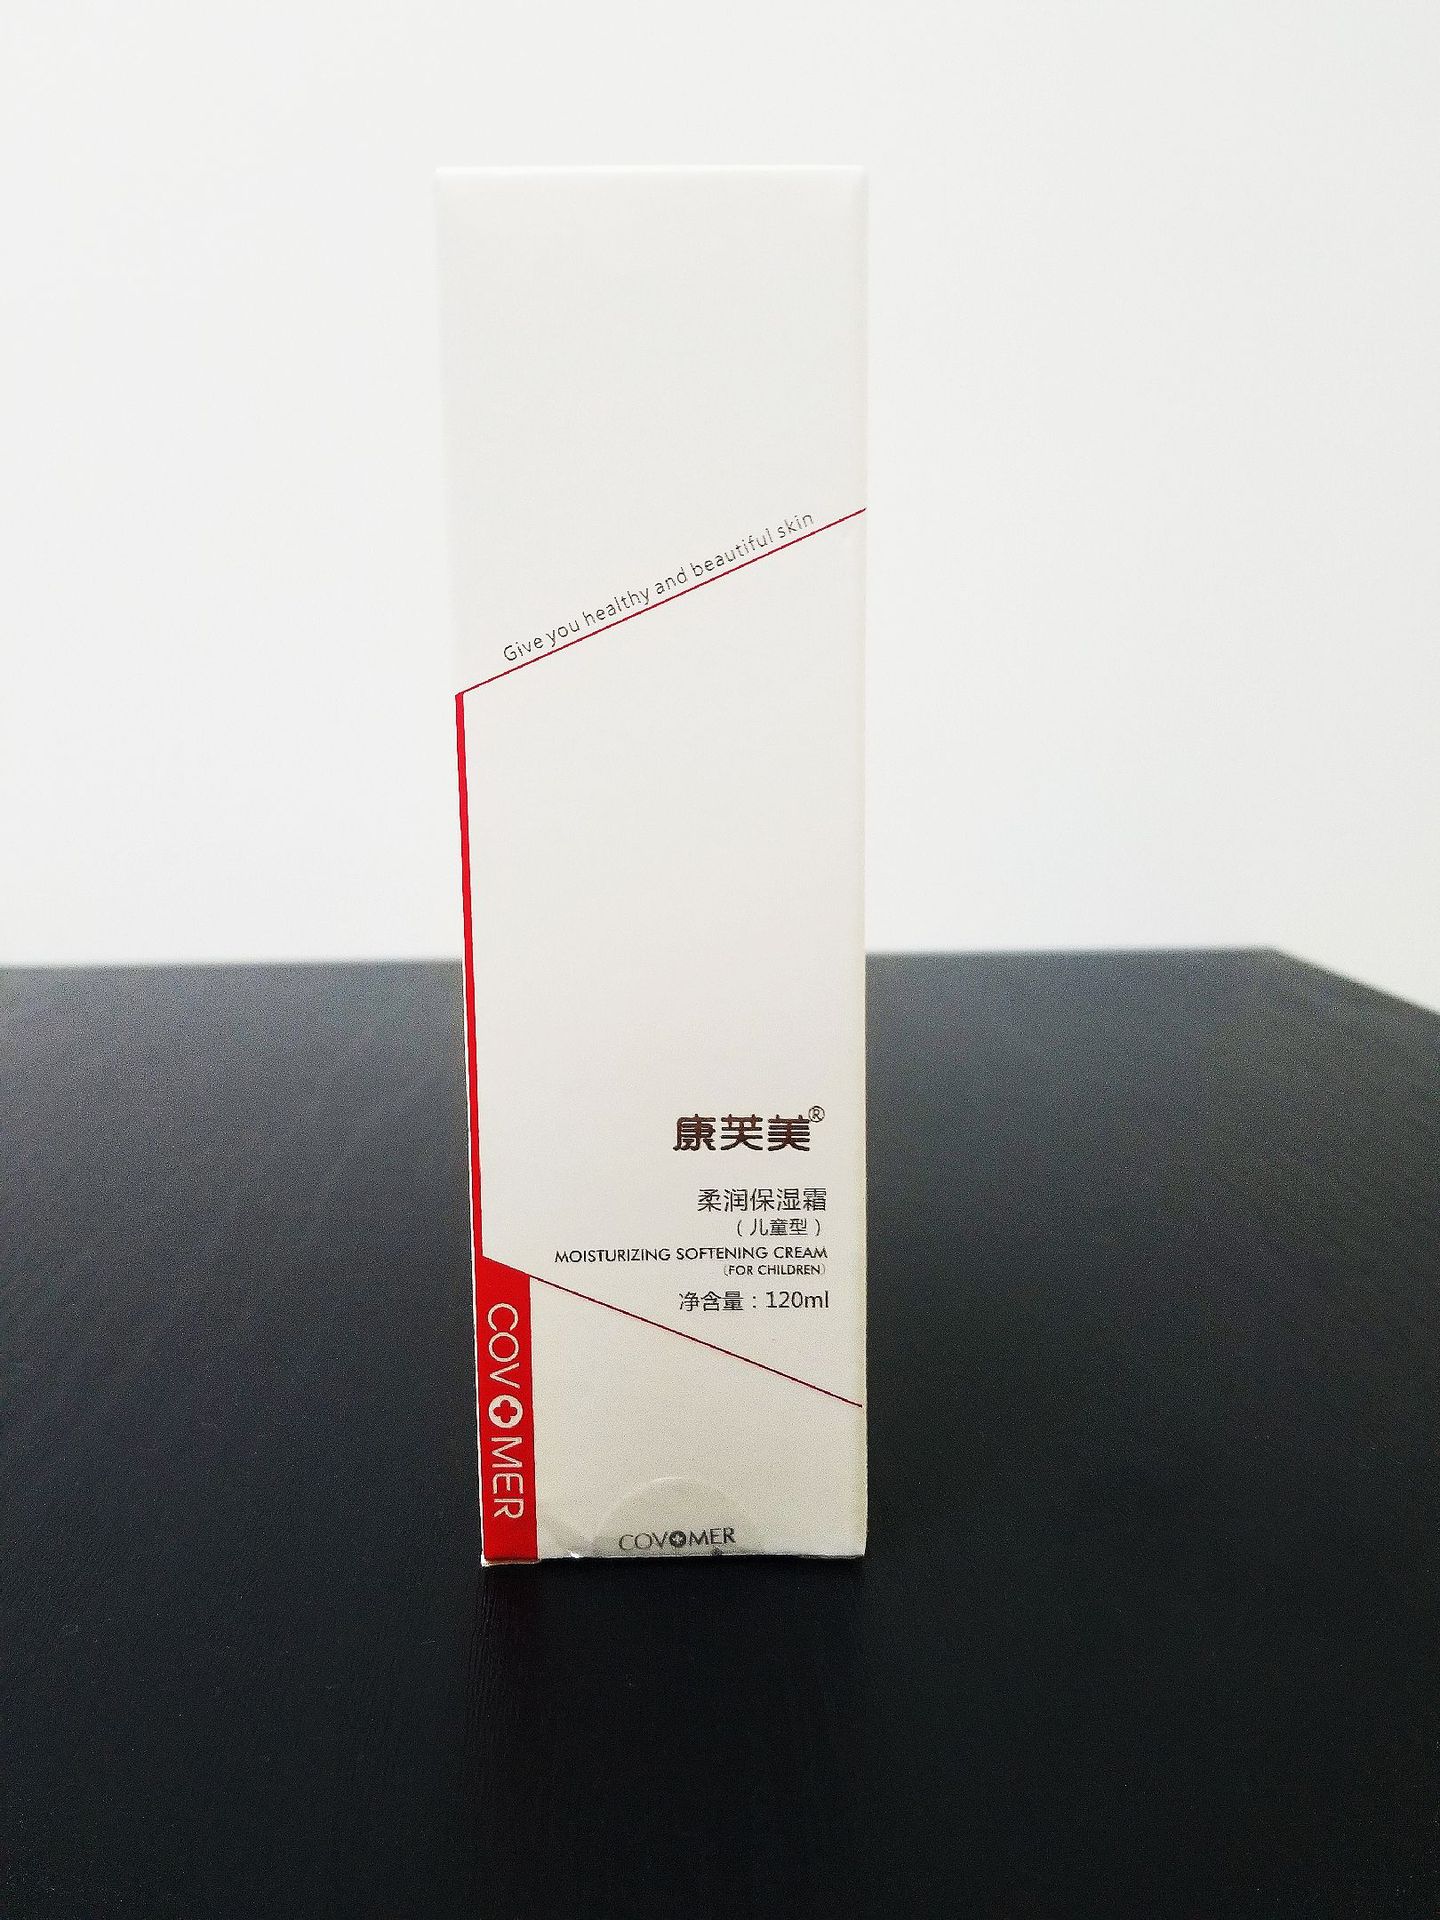 Give you healthy and beautiful skin
康芙美®
柔润保湿霜
（儿童型）
MOISTURIZING SOFTENING CREAM
(FOR CHILDREN)
净含量：120ml
COVOMER
COVOMER